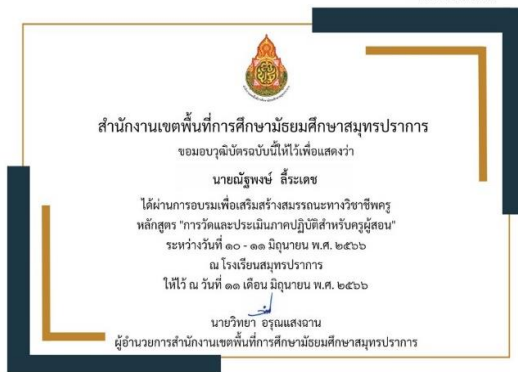 สำนักงานเขตพื้นที่การศึกษามัธยมศึกษาสมุทรปราการ
ขอมอบวุฒิบัตรฉบับนี้ให้ไว้เพื่อแสดงว่า
นายณัฐพงษ์ ลี้ระเดช
ได้ผ่านการอบรมเพื่อเสริมสร้างสมรรถนะทางวิชาชีพครู
หลักสูตร "การวัดและประเมินภาคปฏิบัติสำหรับครูผู้สอน"
ระหว่างวันที่ ๑๐ - ๑๑ มิถุนายน พ.ศ. ๒๕๖๖
ณ โรงเรียนสมุทรปราการ
ให้ไว้ ณ วันที่ ๑๑ เดือน มิถุนายน พ.ศ. ๒๕๖๖
นายวิทยา อรุณแสงฉาน
ผู้อำนวยการสำนักงานเขตพื้นที่การศึกษามัธยมศึกษาสมุทรปราการ